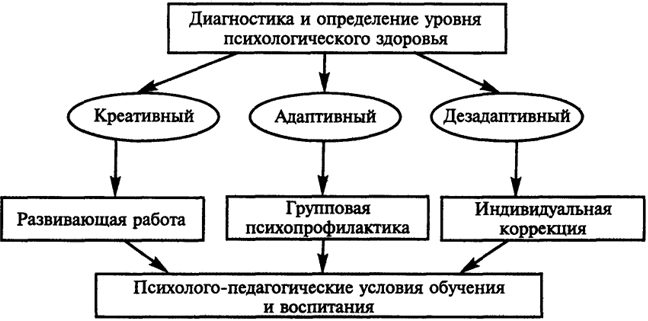 Диагностика и определение уровня
психологического здоровья
Креативный
Адаптивный
Дезадаптивный
Развивающая работа
Групповая
психопрофилактика
Индивидуальная
коррекция
Психолого-педагогические условия обучения
и воспитания